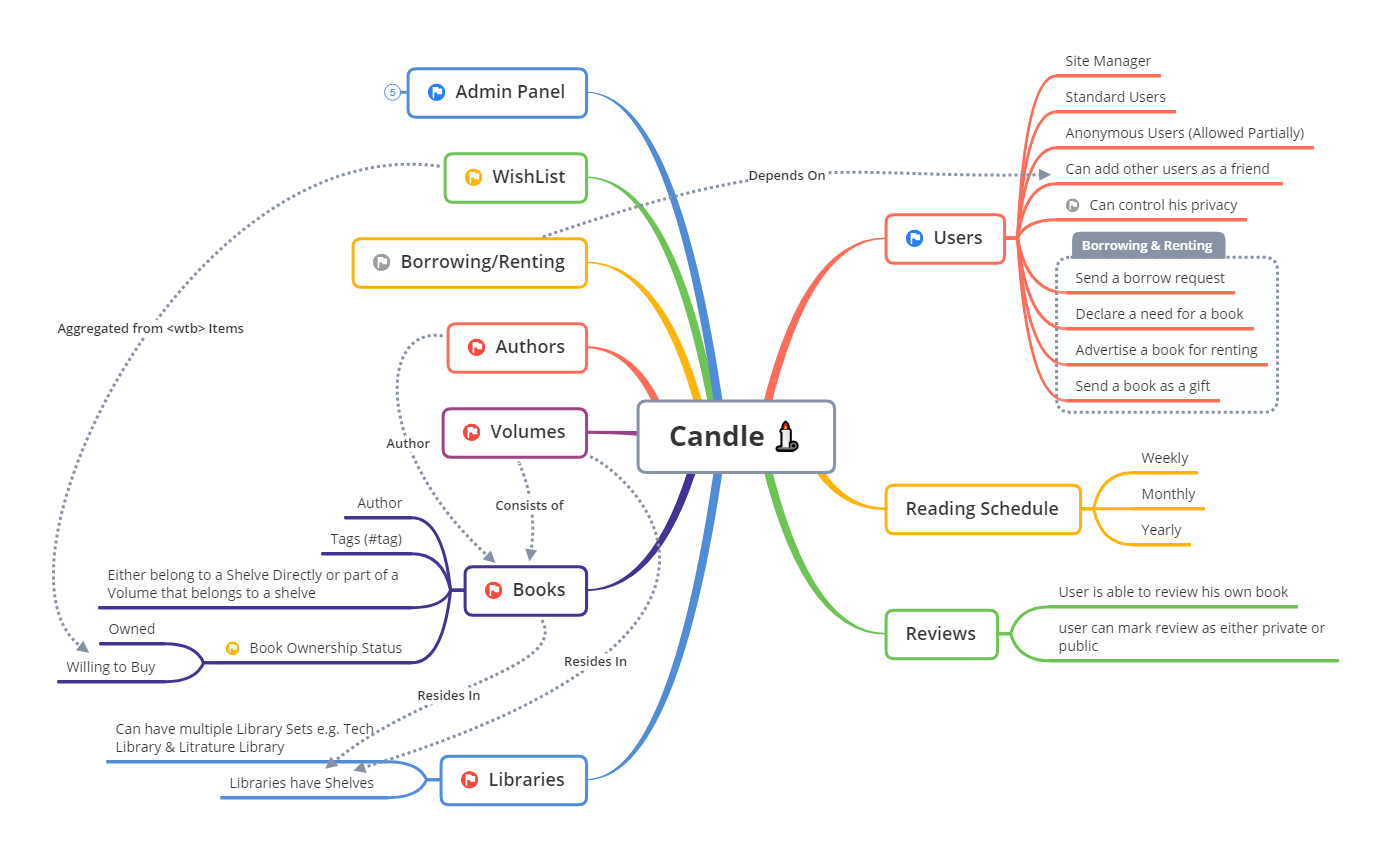 Candle
Admin Panel
5
WishList
Borrowing/Renting
Authors
Volumes
Books
Author
Tags (#tag)
Either belong to a Shelve Directly or part of a
Volume that belongs to a shelve
Book Ownership Status
Owned
Willing to Buy
Libraries
Can have multiple Library Sets e.g. Tech
Library & Litrature Library
Libraries have Shelves
Aggregated from <wtb> Items
Depends On
Author
Consists of
Resides In
Resides In
Users
Site Manager
Standard Users
Anonymous Users (Allowed Partially)
Can add other users as a friend
Can control his privacy
Borrowing & Renting
Send a borrow request
Declare a need for a book
Advertise a book for renting
Send a book as a gift
Reading Schedule
Weekly
Monthly
Yearly
Reviews
User is able to review his own book
user can mark review as either private or
public